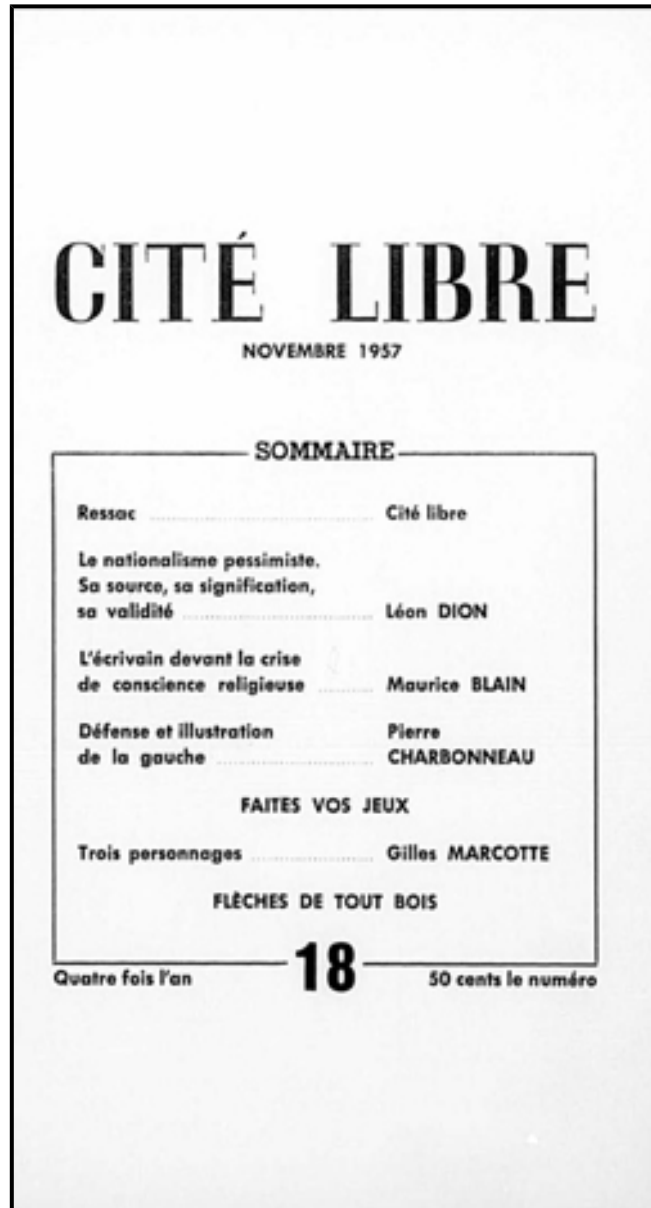 CITÉ LIBRE
NOVEMBRE 1957
SOMMAIRE
Ressac ........ Cité libre
Le nationalisme pessimiste.
Sa source, sa signification,
sa validité ........ Léon DION
L'écrivain devant la crise
de conscience religieuse ........ Maurice BLAIN
Défense et illustration Pierre
de la gauche ........ CHARBONNEAU
FAITES VOS JEUX
Trois personnages ........ Gilles MARCOTTE
FLÈCHES DE TOUT BOIS
Quatre fois l'an 18 50 cents le numéro